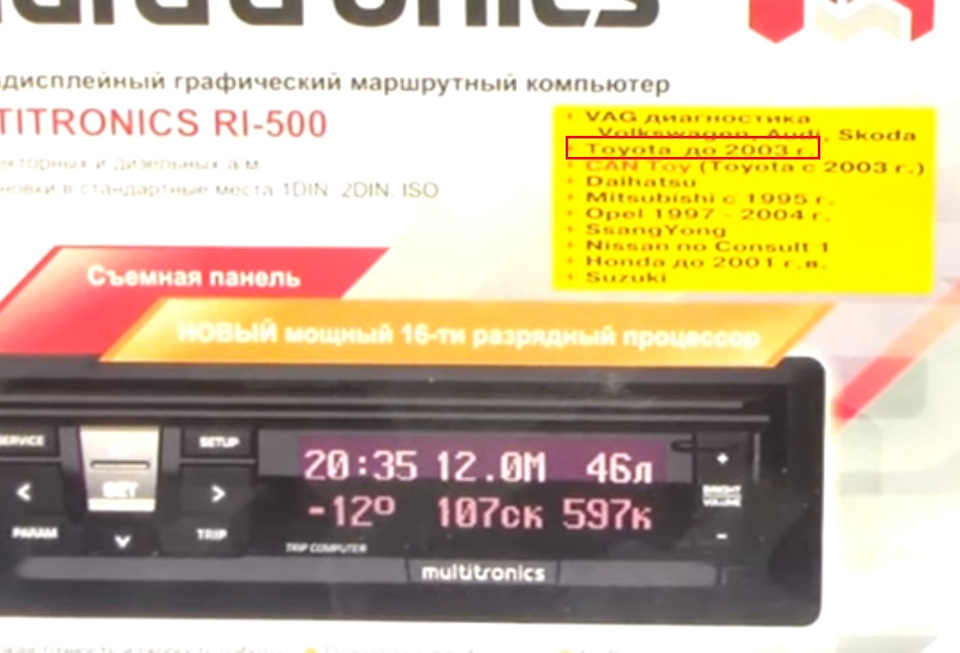 дисплейный графический маршрутный компьютер
TITRONICS RI-500
+ VAG диагностика
Volkswagen, Audi, Skoda
+ Toyota до 2003 г.
+ CAN Toy (Toyota с 2003 г.)
+ Daihatsu
+ Mitsubishi с 1995 г.
+ Opel 1997 - 2004 г.
+ SsangYong
+ Nissan по Consult 1
+ Honda до 2001 г.в.
+ Suzuki
екторных и дизельных а/м
новки в стандартные места 1DIN, 2DIN, ISO
Съемная панель
НОВЫЙ мощный 16-ти разрядный процессор
SERVICE
SETUP
SET
PARAM
TRIP
20:35 12.0М 46л
-12° 107ск 597к
BRIGHT
VOLUME
TRIP COMPUTER
multitronics